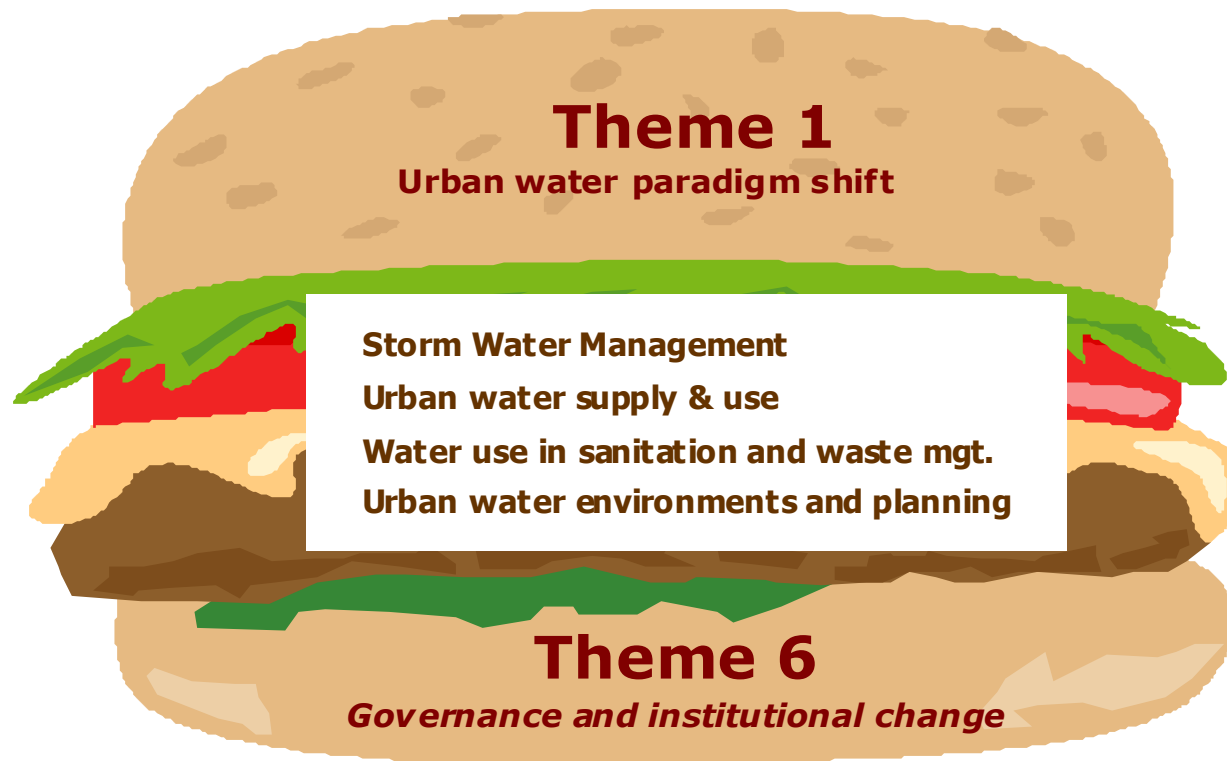 Theme 1
Urban water paradigm shift
Storm Water Management
Urban water supply & use
Water use in sanitation and waste mgt.
Urban water environments and planning
Theme 6
Governance and institutional change